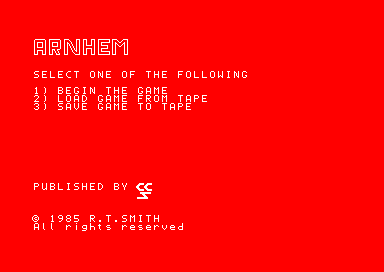 ARNHEM
SELECT ONE OF THE FOLLOWING
1) BEGIN THE GAME
2) LOAD GAME FROM TAPE
3) SAVE GAME TO TAPE
PUBLISHED BY CCS
© 1985 R.T.SMITH
All rights reserved